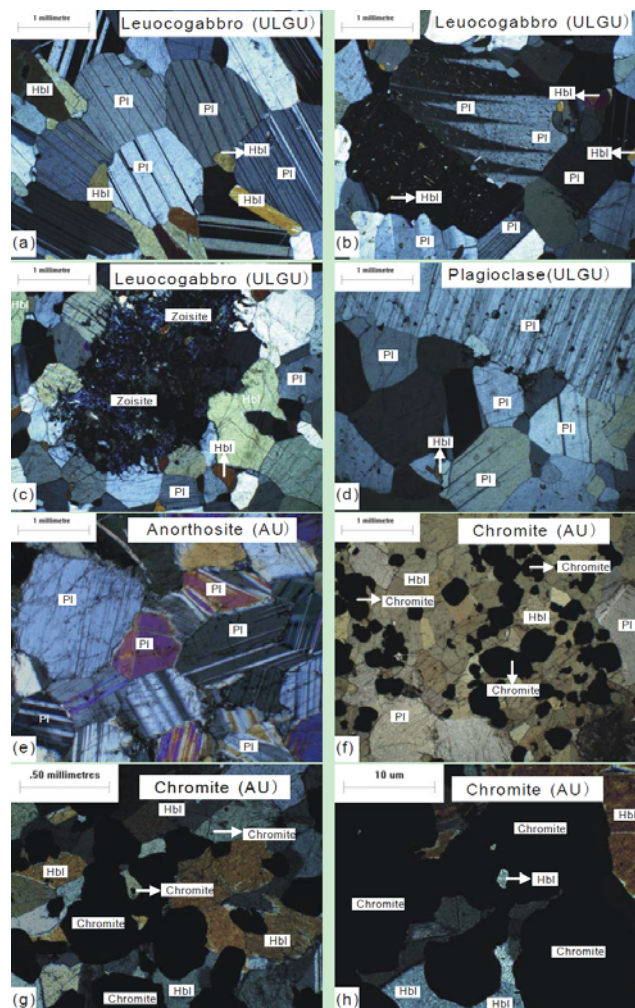 1 millimetre
Leuocogabbro (ULGU)
Hbl
Pl
Pl
Hbl
Pl
Pl
Hbl
Hbl
(a)
1 millimetre
Leuocogabbro (ULGU)
Hbl
Pl
Pl
Hbl
Pl
Hbl
Pl
Pl
(b)
1 millimetre
Leuocogabbro (ULGU)
Hbl
Zoisite
Pl
Zoisite
Hbl
Hbl
Pl
(c)
1 millimetre
Plagioclase(ULGU)
Pl
Pl
Pl
Pl
Hbl
Pl
(d)
1 millimetre
Anorthosite (AU)
Pl
Pl
Pl
Pl
Pl
(e)
1 millimetre
Chromite (AU)
Hbl
Chromite
Chromite
Hbl
Pl
Chromite
Pl
(f)
.50 millimetres
Chromite (AU)
Hbl
Chromite
Hbl
Chromite
Chromite
Hbl
Chromite
Hbl
(g)
10 um
Chromite (AU)
Hbl
Chromite
Hbl
Chromite
Chromite
Hbl
Hbl
(h)